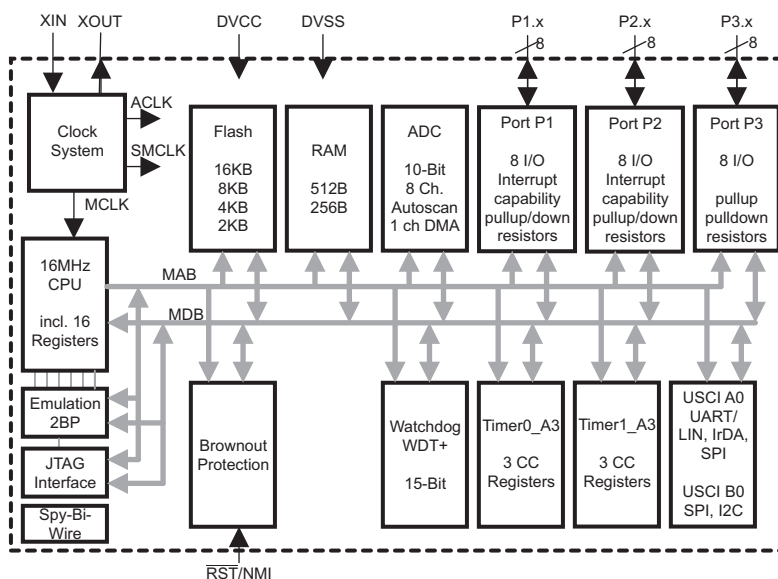 XIN XOUT DVCC DVSS P1.x P2.x P3.x
8 8 8
Clock
System
ACLK
SMCLK
MCLK
Flash
16KB
8KB
4KB
2KB
RAM
512B
256B
ADC
10-Bit
8 Ch.
Autoscan
1 ch DMA
Port P1
8 I/O
Interrupt
capability
pullup/down
resistors
Port P2
8 I/O
Interrupt
capability
pullup/down
resistors
Port P3
8 I/O
pullup
pulldown
resistors
16MHz
CPU
incl. 16
Registers
MAB
MDB
Emulation
2BP
JTAG
Interface
Spy-Bi-
Wire
Brownout
Protection
Watchdog
WDT+
15-Bit
Timer0_A3
3 CC
Registers
Timer1_A3
3 CC
Registers
USCI A0
UART/
LIN, IrDA,
SPI
USCI B0
SPI, I2C
RST/NMI